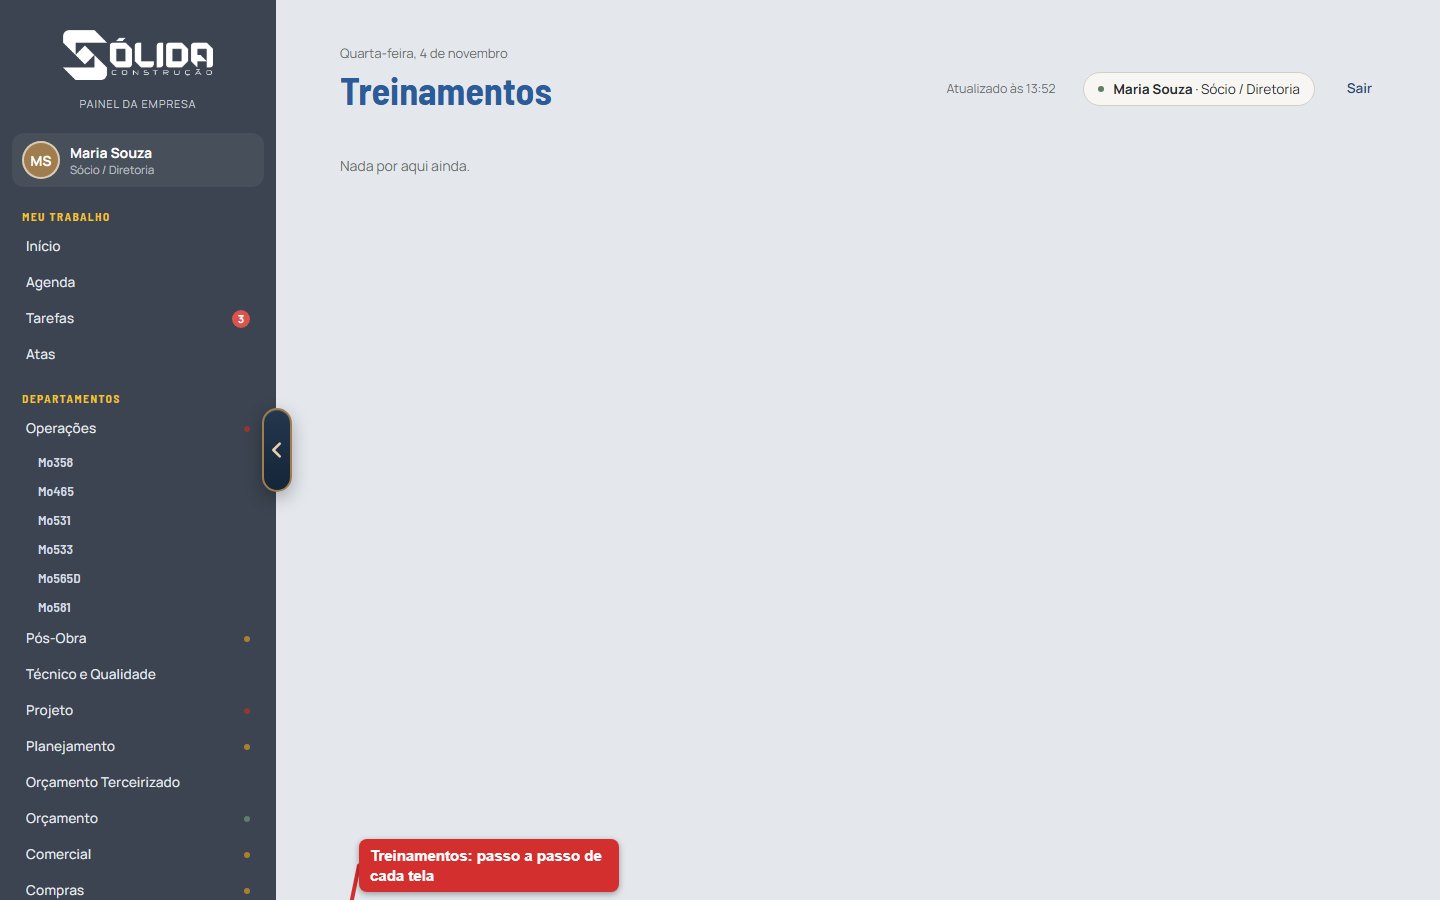 SÓLIDA
CONSTRUÇÃO
PAINEL DA EMPRESA
MS
Maria Souza
Sócio / Diretoria
MEU TRABALHO
Início
Agenda
Tarefas
3
Atas
DEPARTAMENTOS
Operações
Mo358
Mo465
Mo531
Mo533
Mo565D
Mo581
Pós-Obra
Técnico e Qualidade
Projeto
Planejamento
Orçamento Terceirizado
Orçamento
Comercial
Compras
Quarta-feira, 4 de novembro
Treinamentos
Atualizado às 13:52
Maria Souza · Sócio / Diretoria
Sair
Nada por aqui ainda.
Treinamentos: passo a passo de
cada tela